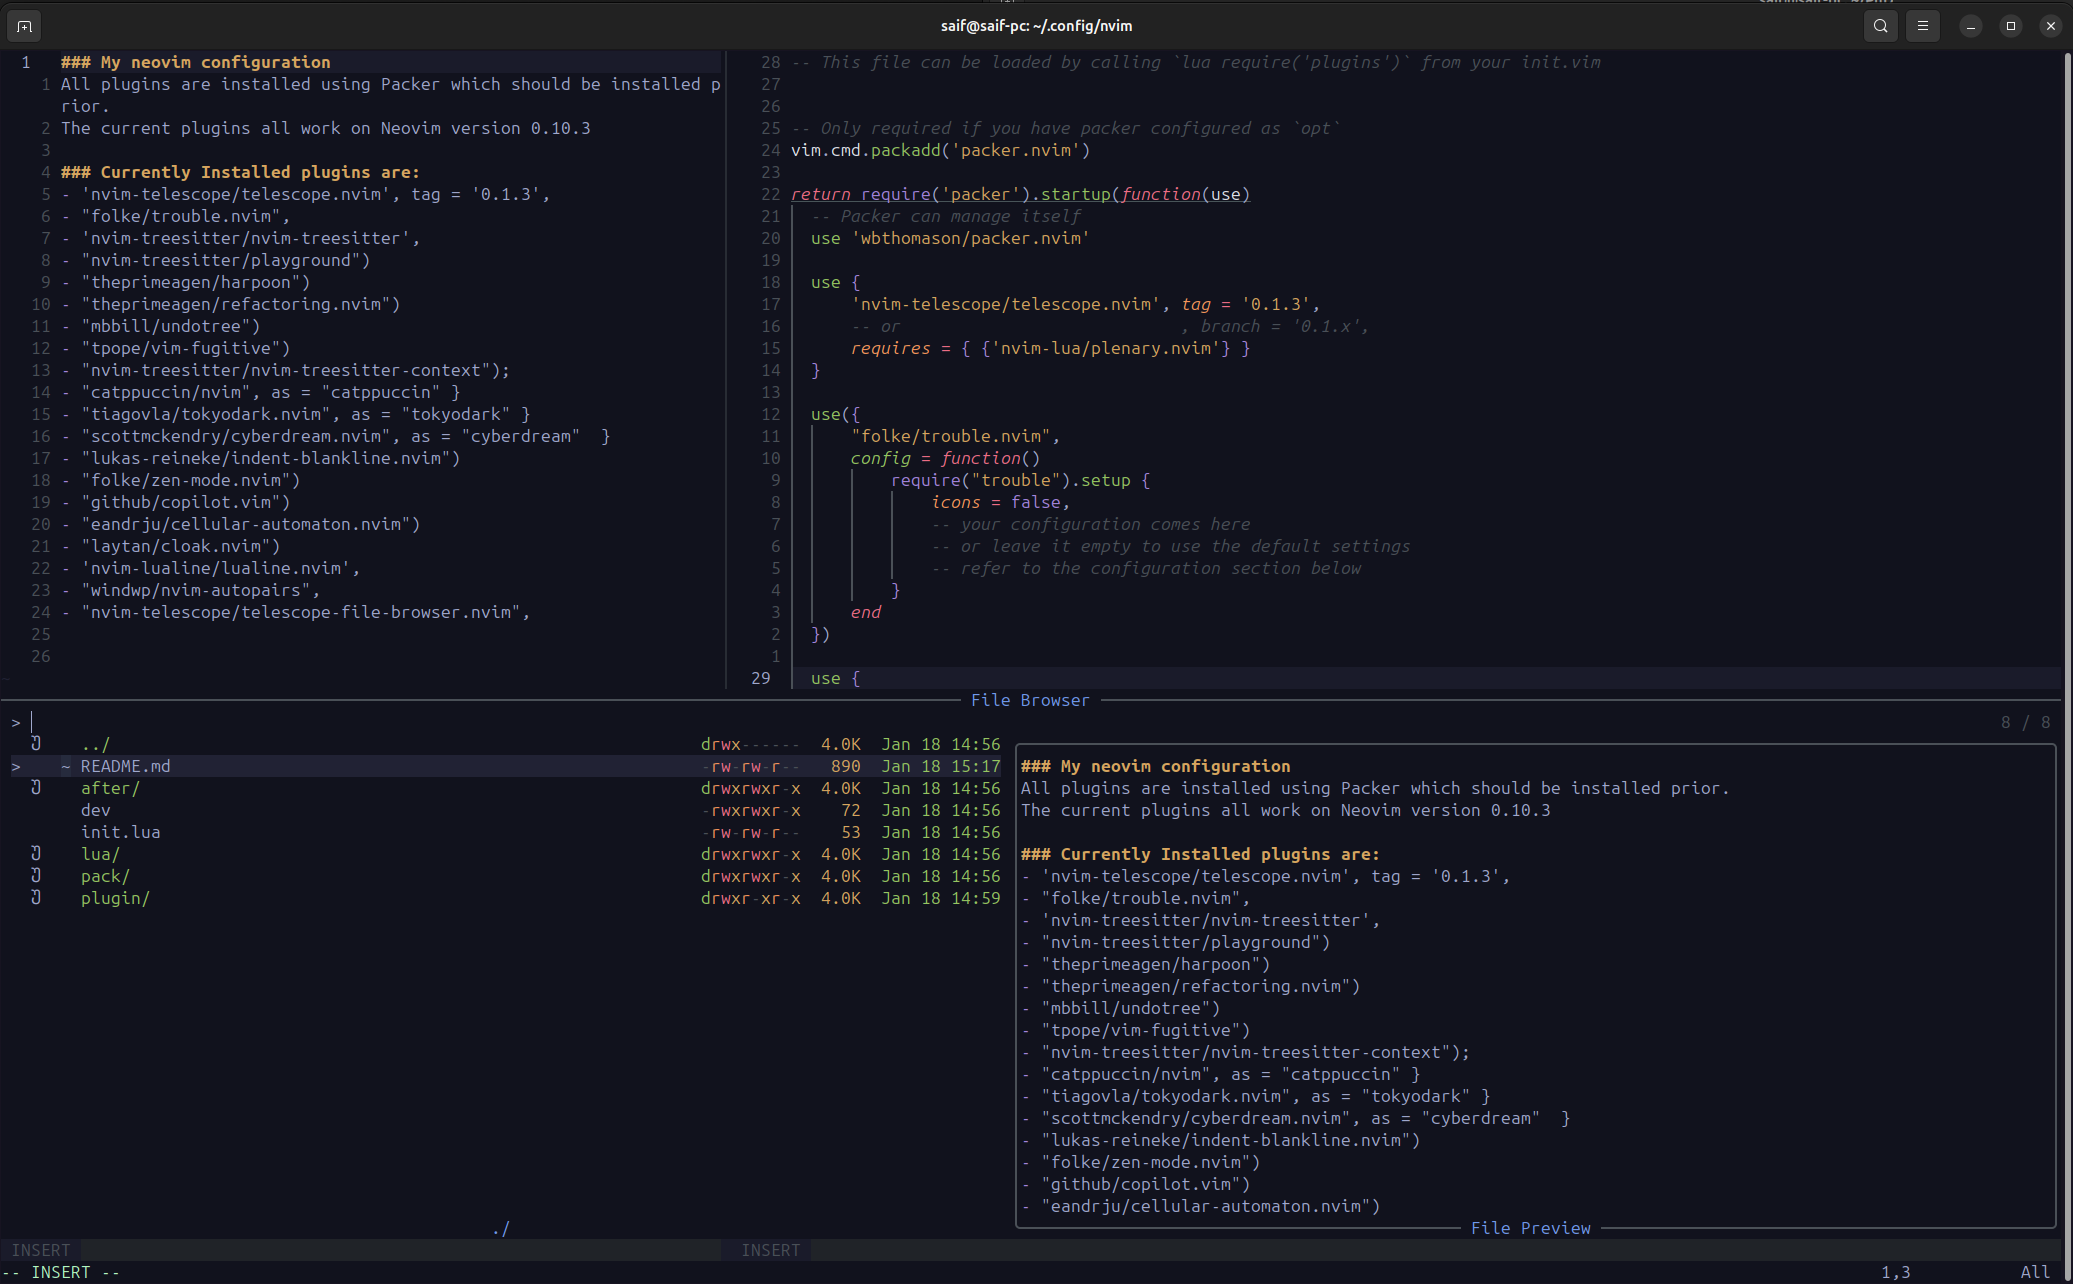 saif@saif-pc: ~/.config/nvim
1 ### My neovim configuration
1 All plugins are installed using Packer which should be installed p
rior.
2 The current plugins all work on Neovim version 0.10.3
3
4 ### Currently Installed plugins are:
5 - 'nvim-telescope/telescope.nvim', tag = '0.1.3',
6 - "folke/trouble.nvim",
7 - 'nvim-treesitter/nvim-treesitter',
8 - "nvim-treesitter/playground")
9 - "theprimeagen/harpoon")
10 - "theprimeagen/refactoring.nvim")
11 - "mbbill/undotree")
12 - "tpope/vim-fugitive")
13 - "nvim-treesitter/nvim-treesitter-context");
14 - "catppuccin/nvim", as = "catppuccin" }
15 - "tiagovla/tokyodark.nvim", as = "tokyodark" }
16 - "scottmckendry/cyberdream.nvim", as = "cyberdream"  }
17 - "lukas-reineke/indent-blankline.nvim")
18 - "folke/zen-mode.nvim")
19 - "github/copilot.vim")
20 - "eandrju/cellular-automaton.nvim")
21 - "laytan/cloak.nvim")
22 - 'nvim-lualine/lualine.nvim',
23 - "windwp/nvim-autopairs",
24 - "nvim-telescope/telescope-file-browser.nvim",
25
26
28 -- This file can be loaded by calling `lua require('plugins')` from your init.vim
27
26
25 -- Only required if you have packer configured as `opt`
24 vim.cmd.packadd('packer.nvim')
23
22 return require('packer').startup(function(use)
21 -- Packer can manage itself
20 use 'wbthomason/packer.nvim'
19
18 use {
17 'nvim-telescope/telescope.nvim', tag = '0.1.3',
16 -- or                            , branch = '0.1.x',
15 requires = { {'nvim-lua/plenary.nvim'} }
14 }
13
12 use({
11 "folke/trouble.nvim",
10 config = function()
9 require("trouble").setup {
8 icons = false,
7 -- your configuration comes here
6 -- or leave it empty to use the default settings
5 -- refer to the configuration section below
4 }
3 end
2 })
1
29 use {
File Browser
> 8 / 8
../ drwx------ 4.0K Jan 18 14:56
> ~ README.md -rw-rw-r-- 890 Jan 18 15:17
after/ drwxrwxr-x 4.0K Jan 18 14:56
dev -rwxrwxr-x 72 Jan 18 14:56
init.lua -rw-rw-r-- 53 Jan 18 14:56
lua/ drwxrwxr-x 4.0K Jan 18 14:56
pack/ drwxrwxr-x 4.0K Jan 18 14:56
plugin/ drwxr-xr-x 4.0K Jan 18 14:59
./
### My neovim configuration
All plugins are installed using Packer which should be installed prior.
The current plugins all work on Neovim version 0.10.3
### Currently Installed plugins are:
- 'nvim-telescope/telescope.nvim', tag = '0.1.3',
- "folke/trouble.nvim",
- 'nvim-treesitter/nvim-treesitter',
- "nvim-treesitter/playground")
- "theprimeagen/harpoon")
- "theprimeagen/refactoring.nvim")
- "mbbill/undotree")
- "tpope/vim-fugitive")
- "nvim-treesitter/nvim-treesitter-context");
- "catppuccin/nvim", as = "catppuccin" }
- "tiagovla/tokyodark.nvim", as = "tokyodark" }
- "scottmckendry/cyberdream.nvim", as = "cyberdream"  }
- "lukas-reineke/indent-blankline.nvim")
- "folke/zen-mode.nvim")
- "github/copilot.vim")
- "eandrju/cellular-automaton.nvim")
File Preview
INSERT INSERT
-- INSERT -- 1,3 All